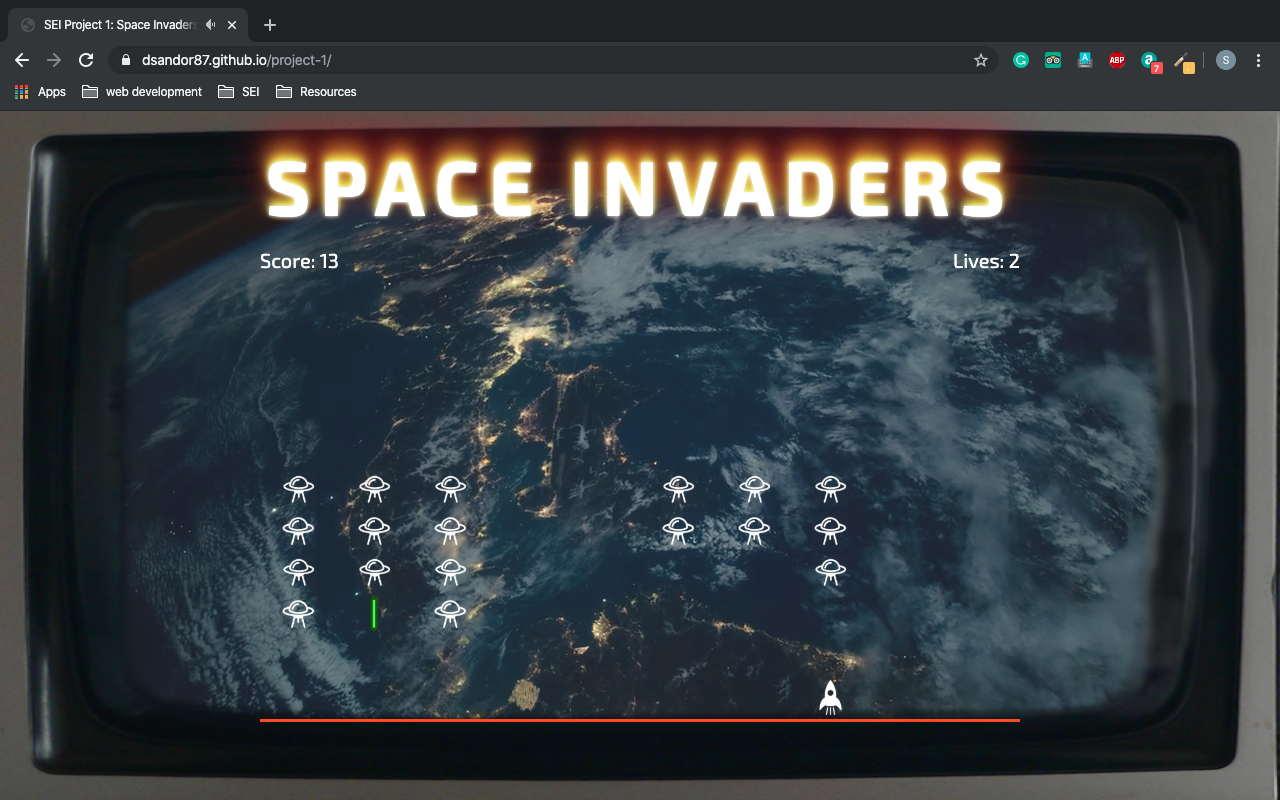 SEI Project 1: Space Invaders
dsandor87.github.io/project-1/
A
ABP
a
7
S
Apps
web development
SEI
Resources
SPACE INVADERS
Score: 13
Lives: 2